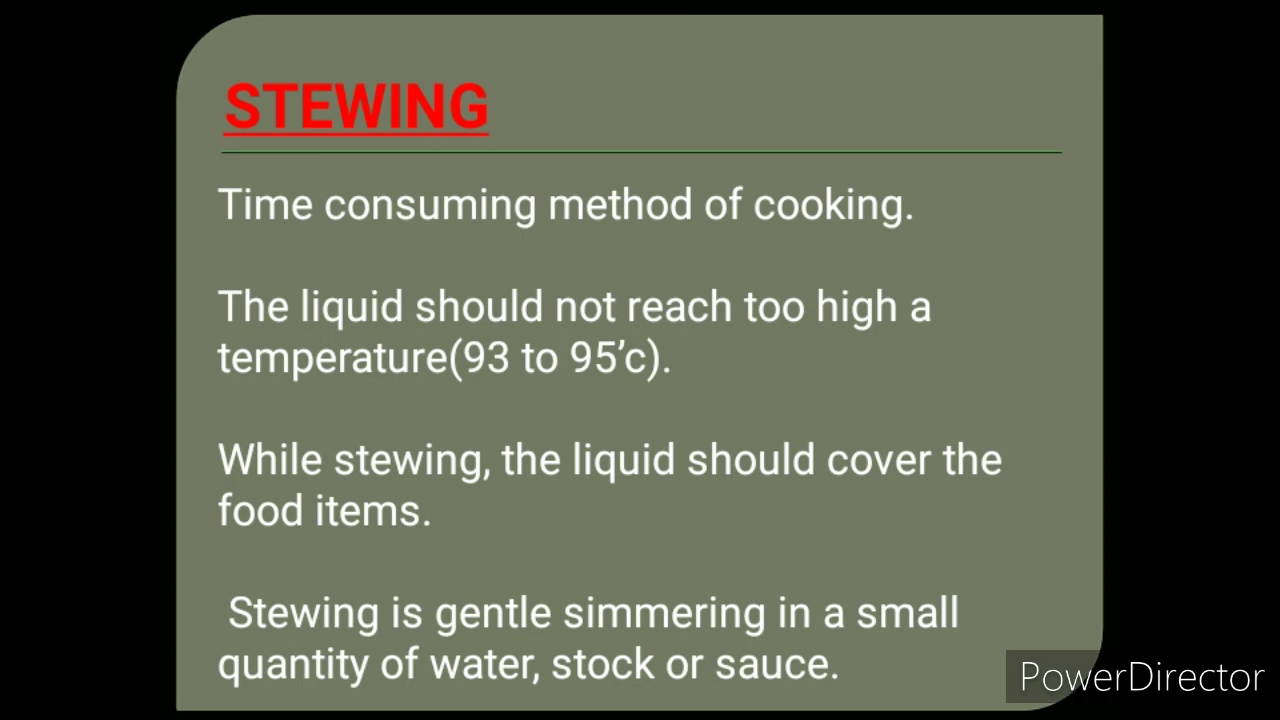 STEWING
Time consuming method of cooking.
The liquid should not reach too high a
temperature(93 to 95’c).
While stewing, the liquid should cover the
food items.
Stewing is gentle simmering in a small
quantity of water, stock or sauce.
PowerDirector